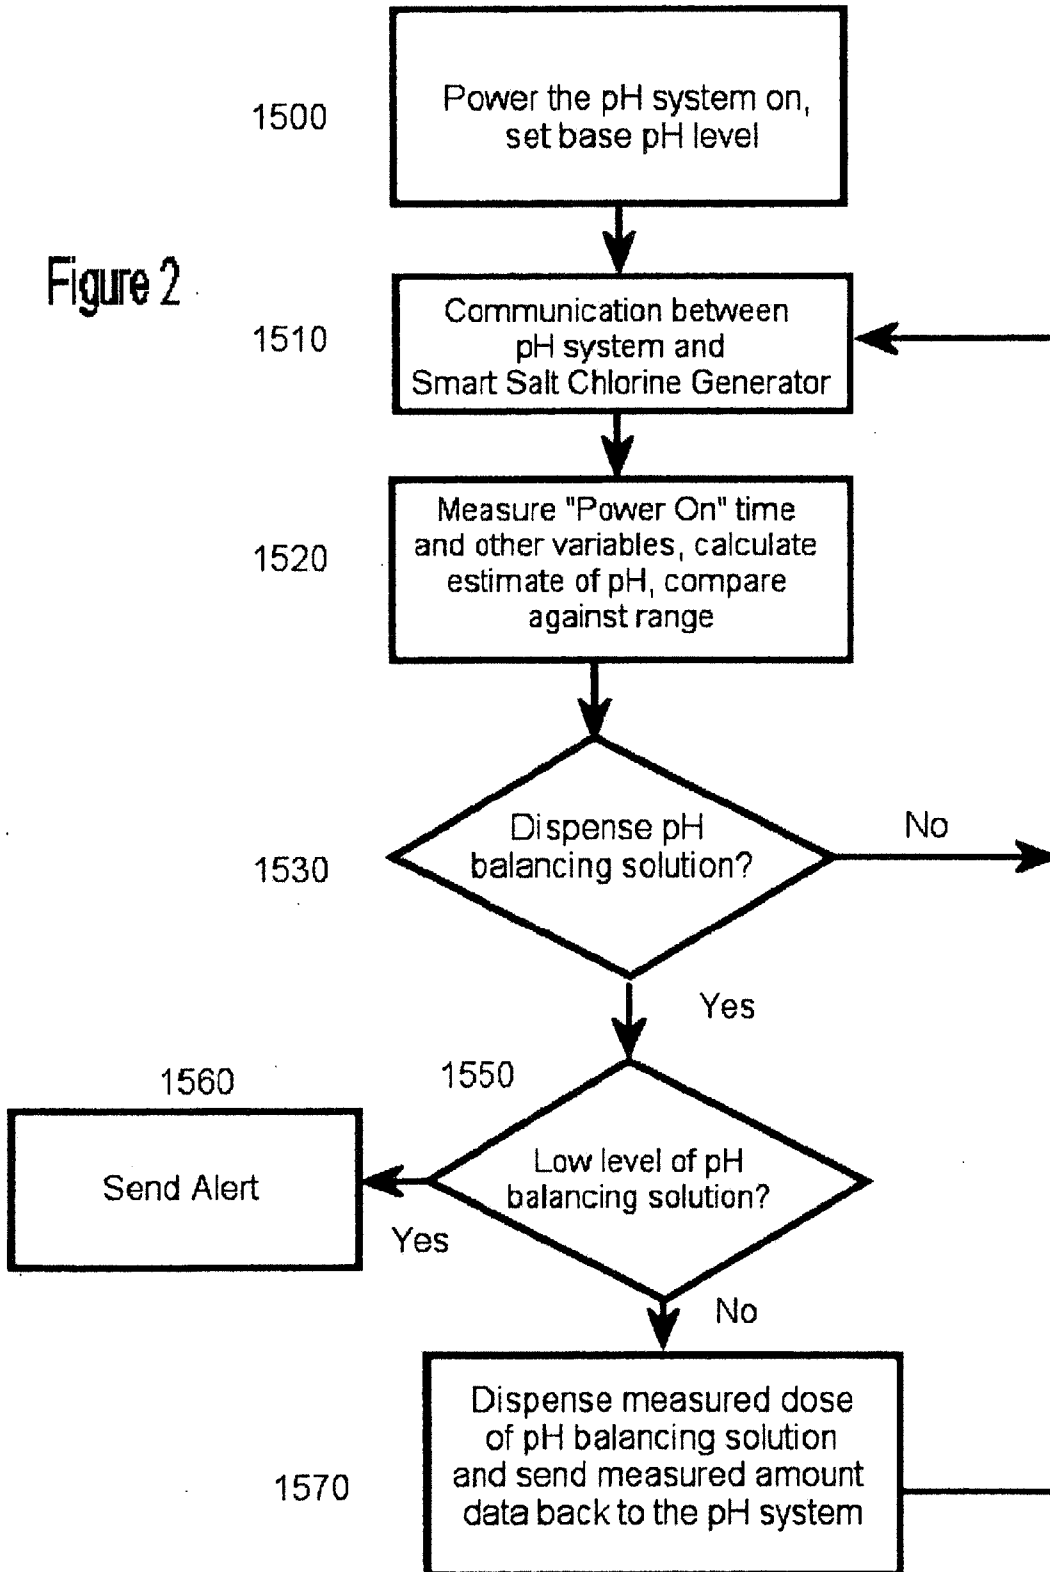 1500
Power the pH system on,
set base pH level
Figure 2
1510
Communication between
pH system and
Smart Salt Chlorine Generator
1520
Measure "Power On" time
and other variables, calculate
estimate of pH, compare
against range
1530
Dispense pH
balancing solution?
No
Yes
1560
1550
Send Alert
Low level of pH
balancing solution?
Yes
No
1570
Dispense measured dose
of pH balancing solution
and send measured amount
data back to the pH system